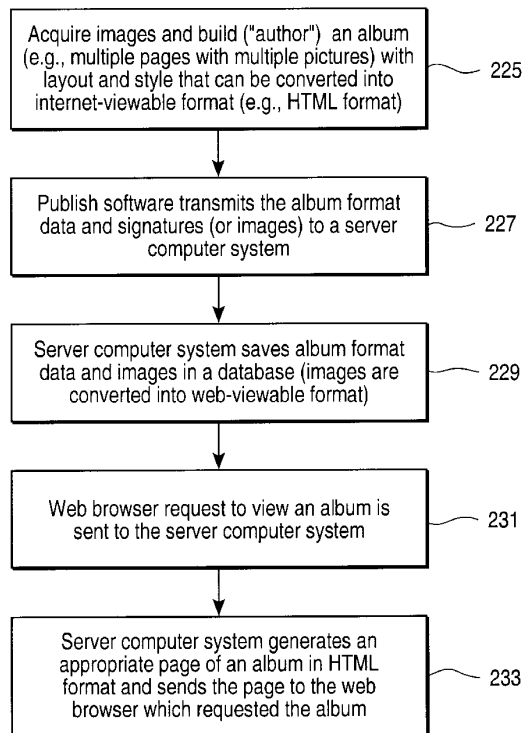 Acquire images and build ("author") an album
(e.g., multiple pages with multiple pictures) with
layout and style that can be converted into
internet-viewable format (e.g., HTML format)
225
Publish software transmits the album format
data and signatures (or images) to a server
computer system
227
Server computer system saves album format
data and images in a database (images are
converted into web-viewable format)
229
Web browser request to view an album is
sent to the server computer system
231
Server computer system generates an
appropriate page of an album in HTML
format and sends the page to the web
browser which requested the album
233